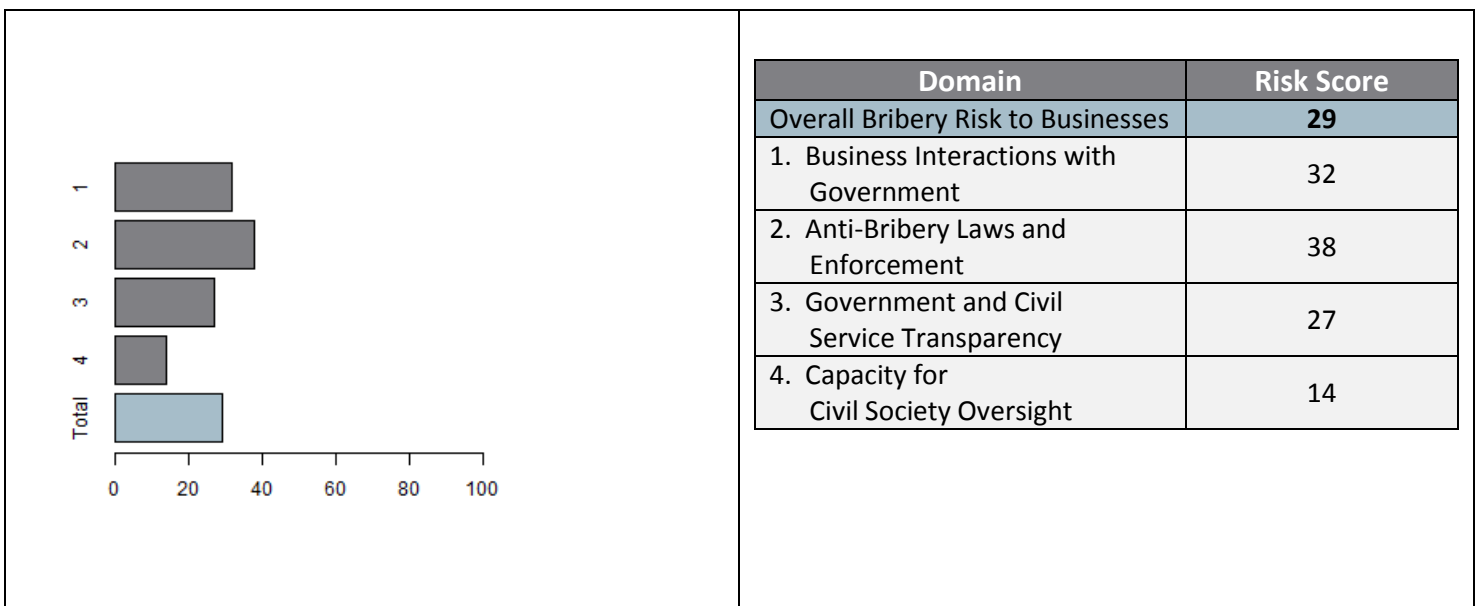 1
2
3
4
Total
0 20 40 60 80 100
Domain Risk Score
Overall Bribery Risk to Businesses 29
1. Business Interactions with
Government 32
2. Anti-Bribery Laws and
Enforcement 38
3. Government and Civil
Service Transparency 27
4. Capacity for
Civil Society Oversight 14